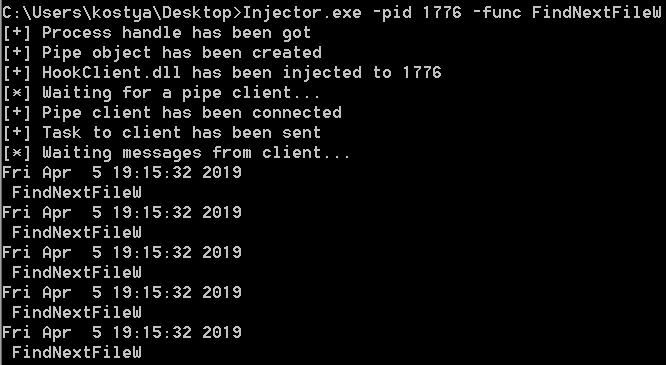 C:\Users\kostya\Desktop>Injector.exe -pid 1776 -func FindNextFileW
[+] Process handle has been got
[+] Pipe object has been created
[+] HookClient.dll has been injected to 1776
[*] Waiting for a pipe client...
[+] Pipe client has been connected
[+] Task to client has been sent
[*] Waiting messages from client...
Fri Apr  5 19:15:32 2019
 FindNextFileW
Fri Apr  5 19:15:32 2019
 FindNextFileW
Fri Apr  5 19:15:32 2019
 FindNextFileW
Fri Apr  5 19:15:32 2019
 FindNextFileW
Fri Apr  5 19:15:32 2019
 FindNextFileW